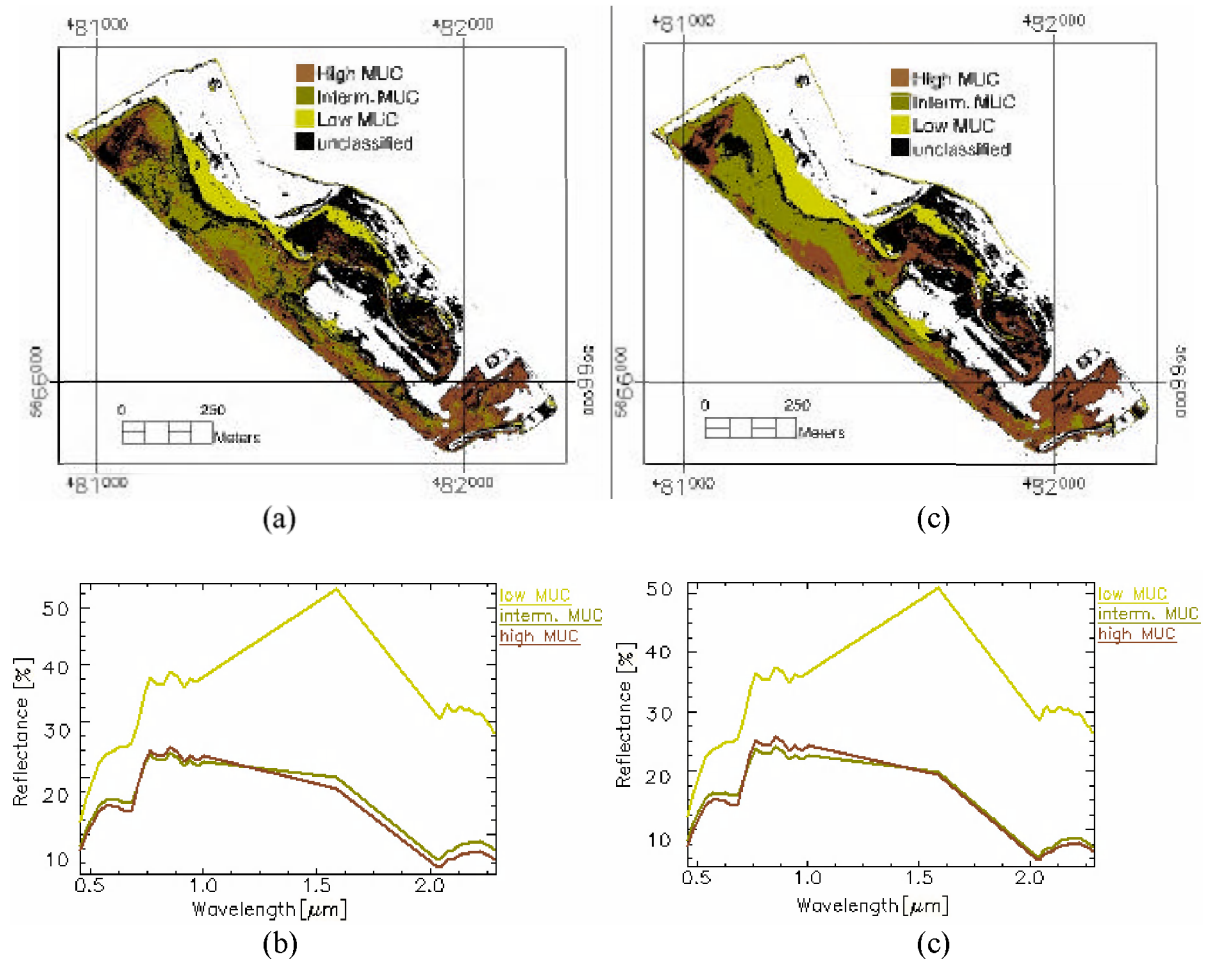 ⁴81⁰⁰⁰ ⁴82⁰⁰⁰
High MUC
Interm. MUC
Low MUC
unclassified
⁵⁶66⁰⁰⁰
⁵⁶66⁰⁰⁰
0 250
Meters
⁴81⁰⁰⁰ ⁴82⁰⁰⁰
(a)
⁴81⁰⁰⁰ ⁴82⁰⁰⁰
High MUC
Interm. MUC
Low MUC
unclassified
⁵⁶66⁰⁰⁰
⁵⁶66⁰⁰⁰
0 250
Meters
⁴81⁰⁰⁰ ⁴82⁰⁰⁰
(c)
low MUC
interm. MUC
high MUC
50
40
30
20
10
Reflectance [%]
0.5 1.0 1.5 2.0
Wavelength [μm]
(b)
low MUC
interm. MUC
high MUC
50
40
30
20
10
Reflectance [%]
0.5 1.0 1.5 2.0
Wavelength [μm]
(c)